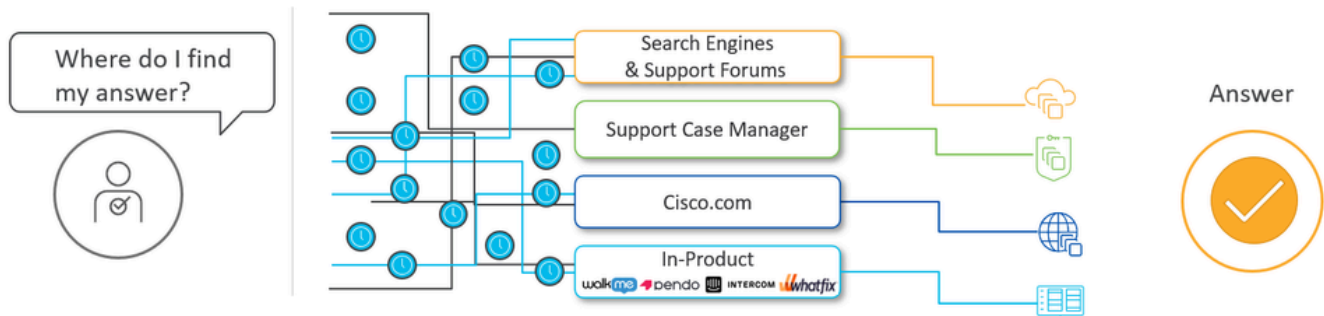 Where do I find
my answer?
Search Engines
& Support Forums
Support Case Manager
Cisco.com
In-Product
walkme pendo INTERCOM whatfix
Answer